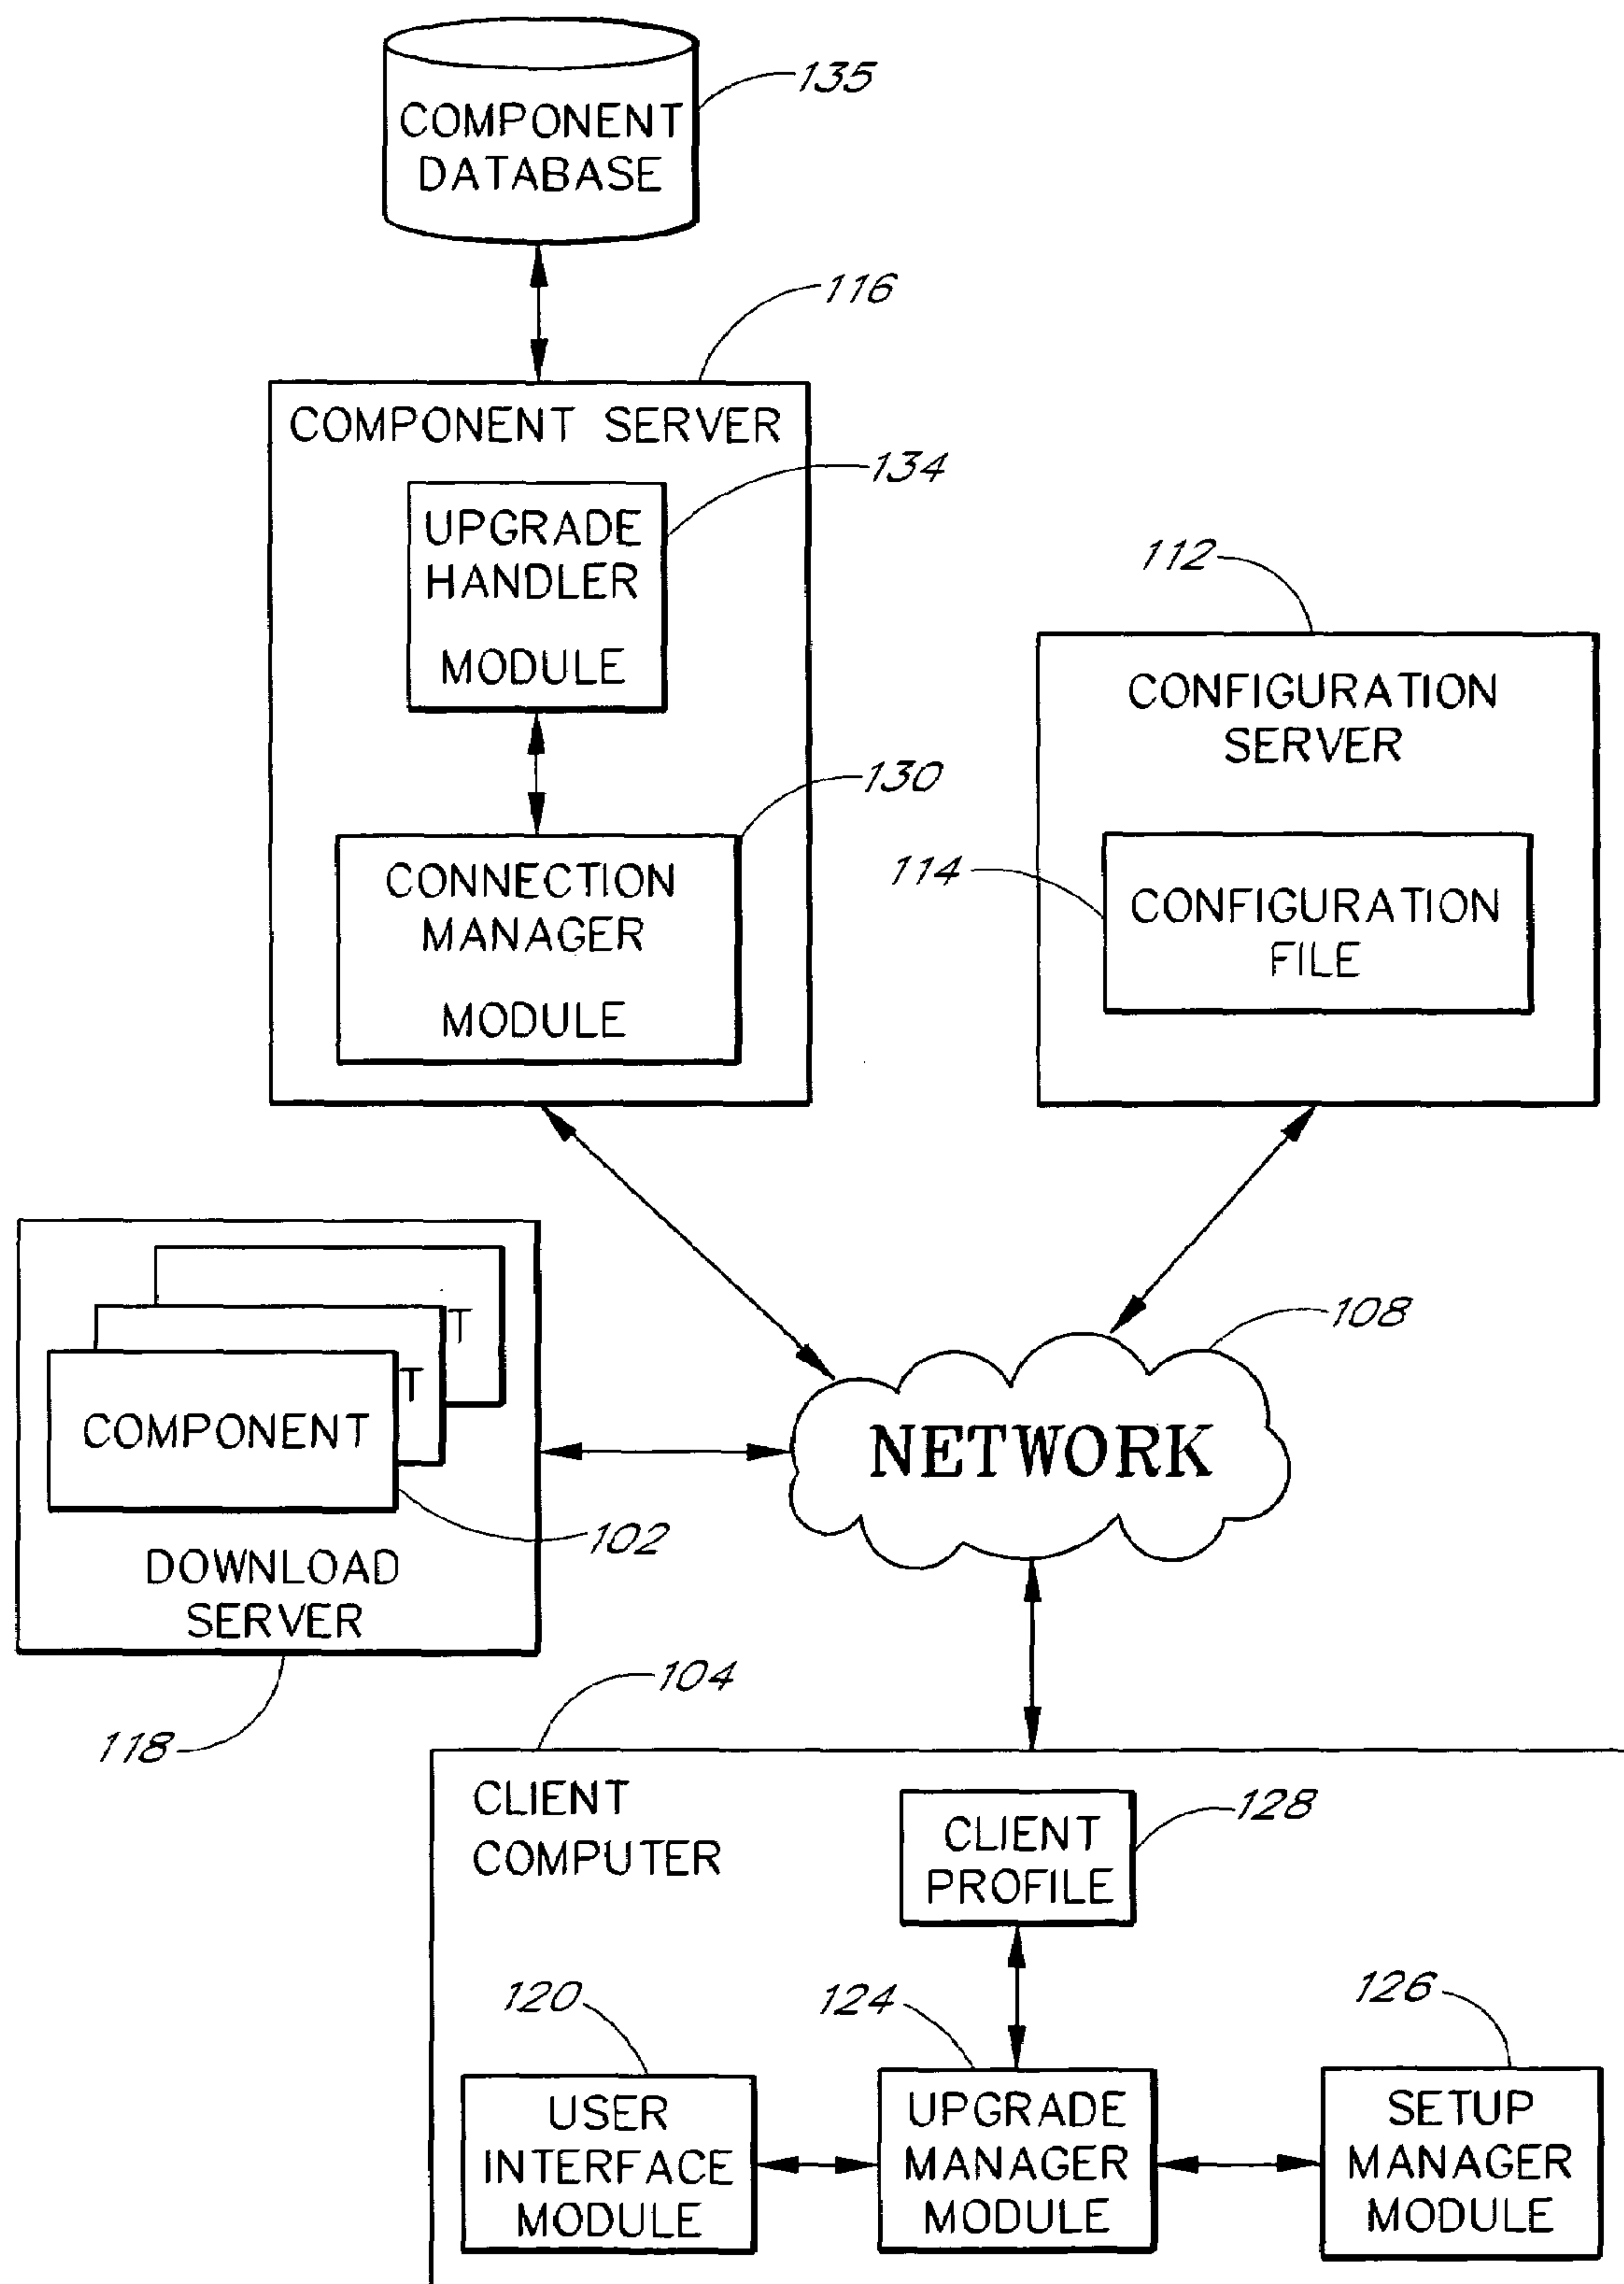 135
COMPONENT
DATABASE
116
COMPONENT SERVER
134
UPGRADE
HANDLER
MODULE
112
CONFIGURATION
SERVER
130
CONNECTION
MANAGER
MODULE
114
CONFIGURATION
FILE
108
NETWORK
T
T
COMPONENT
102
DOWNLOAD
SERVER
118
104
CLIENT
COMPUTER
128
CLIENT
PROFILE
120
124
126
USER
INTERFACE
MODULE
UPGRADE
MANAGER
MODULE
SETUP
MANAGER
MODULE